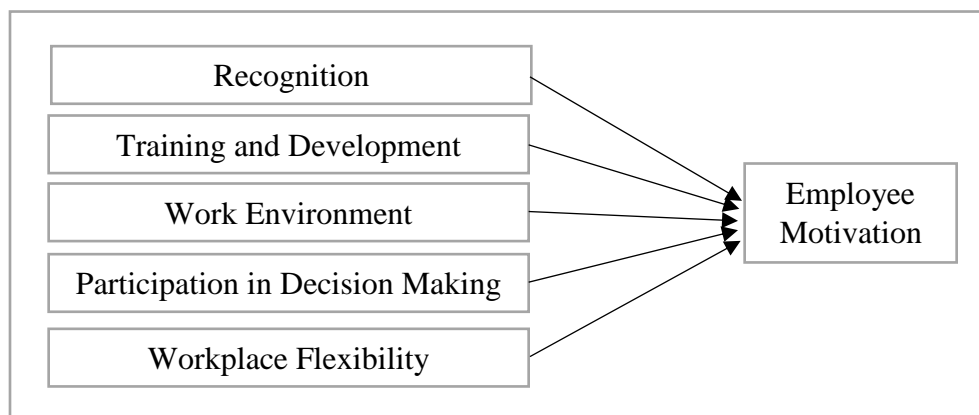 Recognition
Training and Development
Work Environment
Participation in Decision Making
Workplace Flexibility
Employee
Motivation